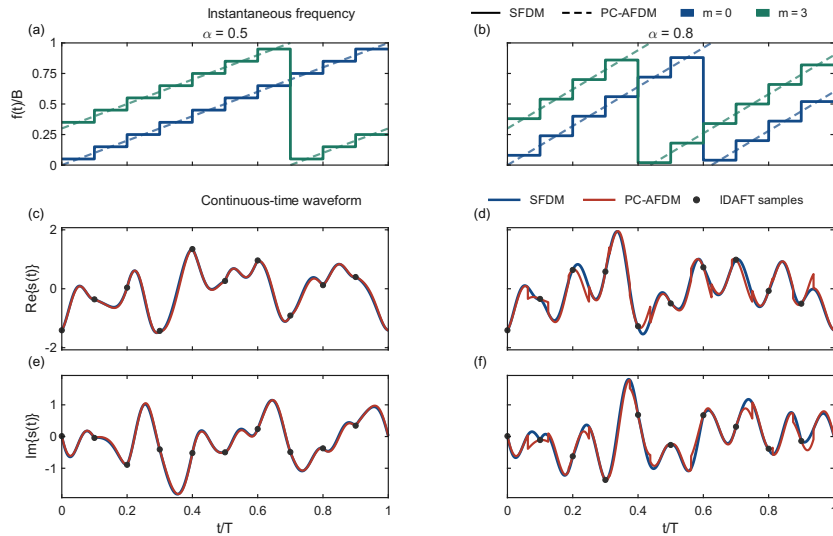 Instantaneous frequency
SFDM PC-AFDM m = 0 m = 3
(a) α = 0.5 (b) α = 0.8
1
0.75
0.5
0.25
0
f(t)/B
Continuous-time waveform
SFDM PC-AFDM IDAFT samples
(c) (d)
2
0
-2
Re{s(t)}
(e) (f)
1
0
-1
Im{s(t)}
0 0.2 0.4 0.6 0.8 1 0 0.2 0.4 0.6 0.8 1
t/T t/T